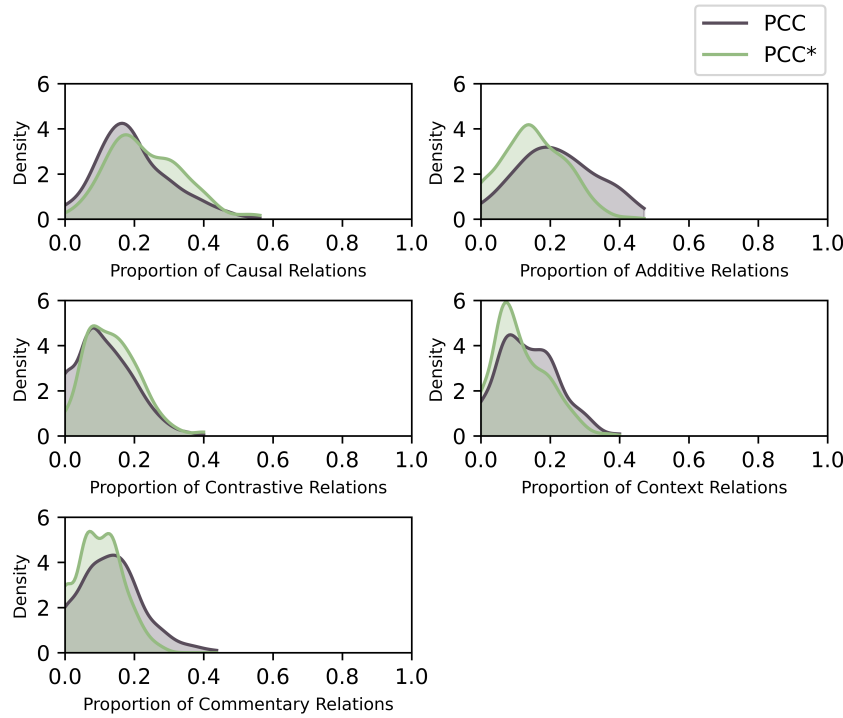 PCC
PCC*
6
4
2
0
Density
0.0 0.2 0.4 0.6 0.8 1.0
Proportion of Causal Relations
6
4
2
0
Density
0.0 0.2 0.4 0.6 0.8 1.0
Proportion of Additive Relations
6
4
2
0
Density
0.0 0.2 0.4 0.6 0.8 1.0
Proportion of Contrastive Relations
6
4
2
0
Density
0.0 0.2 0.4 0.6 0.8 1.0
Proportion of Context Relations
6
4
2
0
Density
0.0 0.2 0.4 0.6 0.8 1.0
Proportion of Commentary Relations